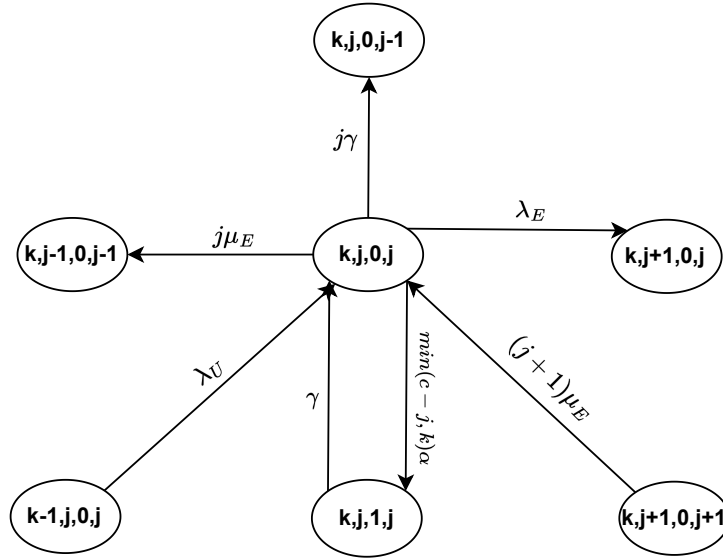 k,j,0,j-1
jγ
λ_E
jμ_E
k,j-1,0,j-1
k,j,0,j
k,j+1,0,j
λ_U
γ
min(c − j, k)α
(j + 1)μ_E
k-1,j,0,j
k,j,1,j
k,j+1,0,j+1